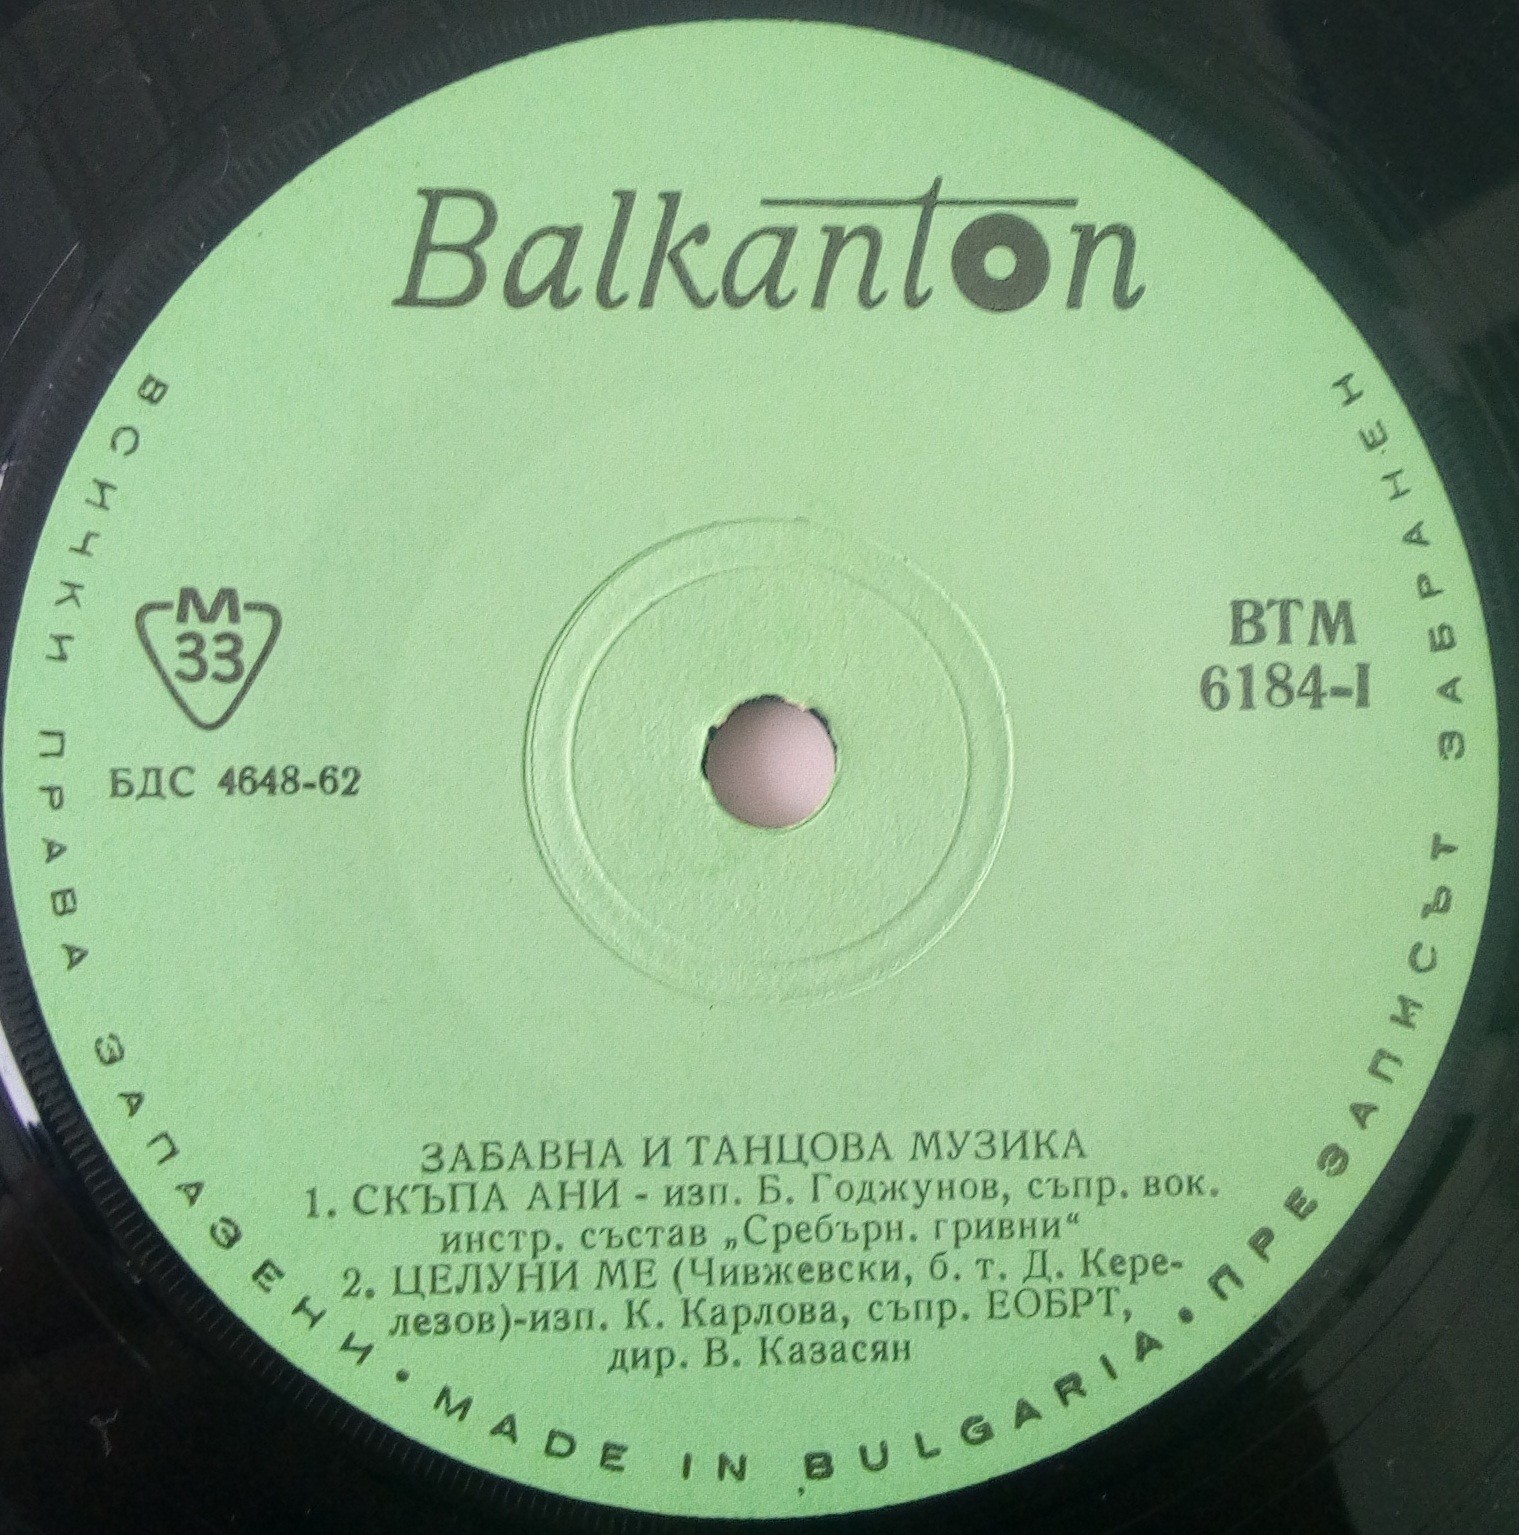 Balkanton
M
33
БДС 4648-62
ВТМ
6184-I
ЗАБАВНА И ТАНЦОВА МУЗИКА
1. СКЪПА АНИ - изп. Б. Годжунов, съпр. вок.
инстр. състав „Сребърн. гривни“
2. ЦЕЛУНИ МЕ (Чивжевски, б. т. Д. Кере-
лезов)-изп. К. Карлова, съпр. ЕОБРТ,
дир. В. Казасян
ВСИЧКИ ПРАВА ЗАПАЗЕНИ • MADE IN BULGARIA • ПРЕЗАПИСЪТ ЗАБРАНЕН